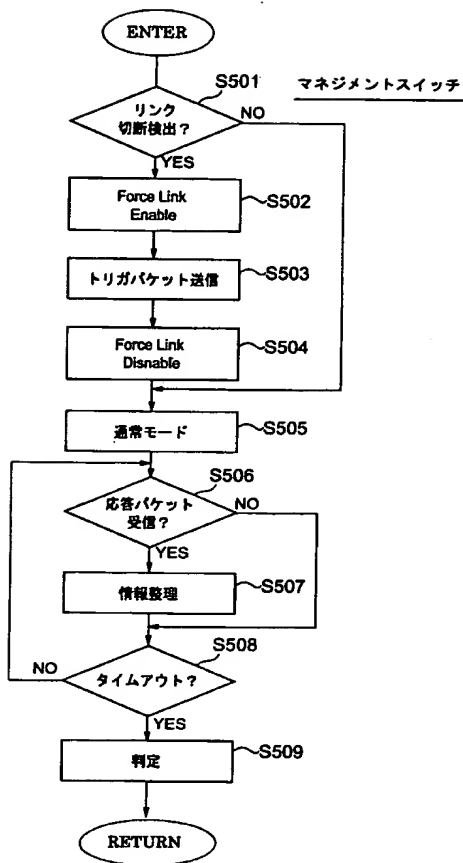 ENTER
S501
マネジメントスイッチ
リンク
切断検出?
NO
YES
Force Link
Enable
S502
トリガパケット送信
S503
Force Link
Disnable
S504
通常モード
S505
S506
応答パケット
受信?
NO
YES
情報整理
S507
S508
NO
タイムアウト?
YES
判定
S509
RETURN